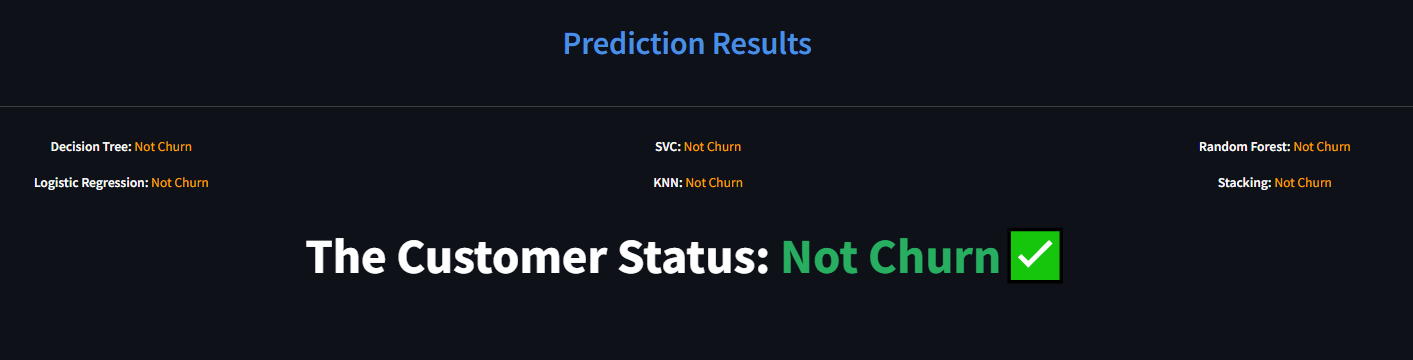 Prediction Results
Decision Tree: Not Churn
SVC: Not Churn
Random Forest: Not Churn
Logistic Regression: Not Churn
KNN: Not Churn
Stacking: Not Churn
The Customer Status: Not Churn ✅